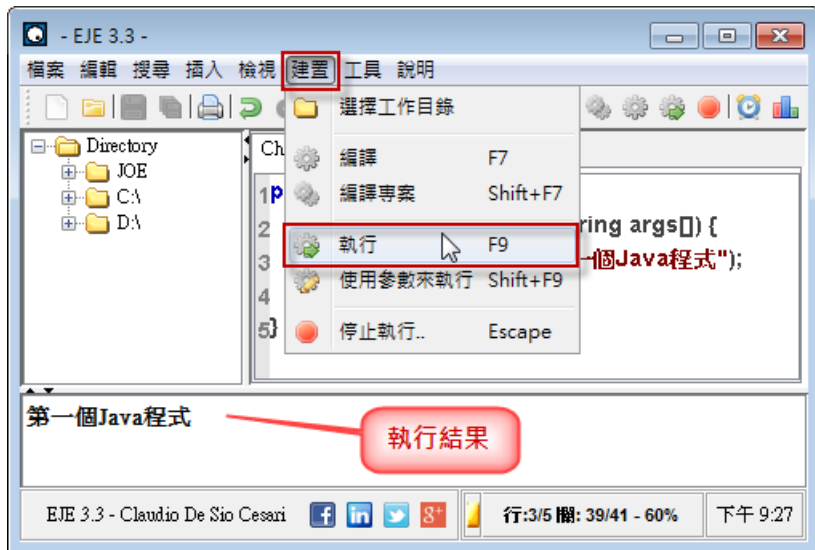 - EJE 3.3 -
檔案 編輯 搜尋 插入 檢視 建置 工具 說明
選擇工作目錄
編譯 F7
編譯專案 Shift+F7
執行 F9
使用參數來執行 Shift+F9
停止執行.. Escape
Directory
JOE
C:\
D:\
Ch
1 p
2 ring args[]) {
3 一個Java程式");
4
5 }
第一個Java程式
執行結果
EJE 3.3 - Claudio De Sio Cesari f in 8+ 行:3/5 欄: 39/41 - 60% 下午 9:27